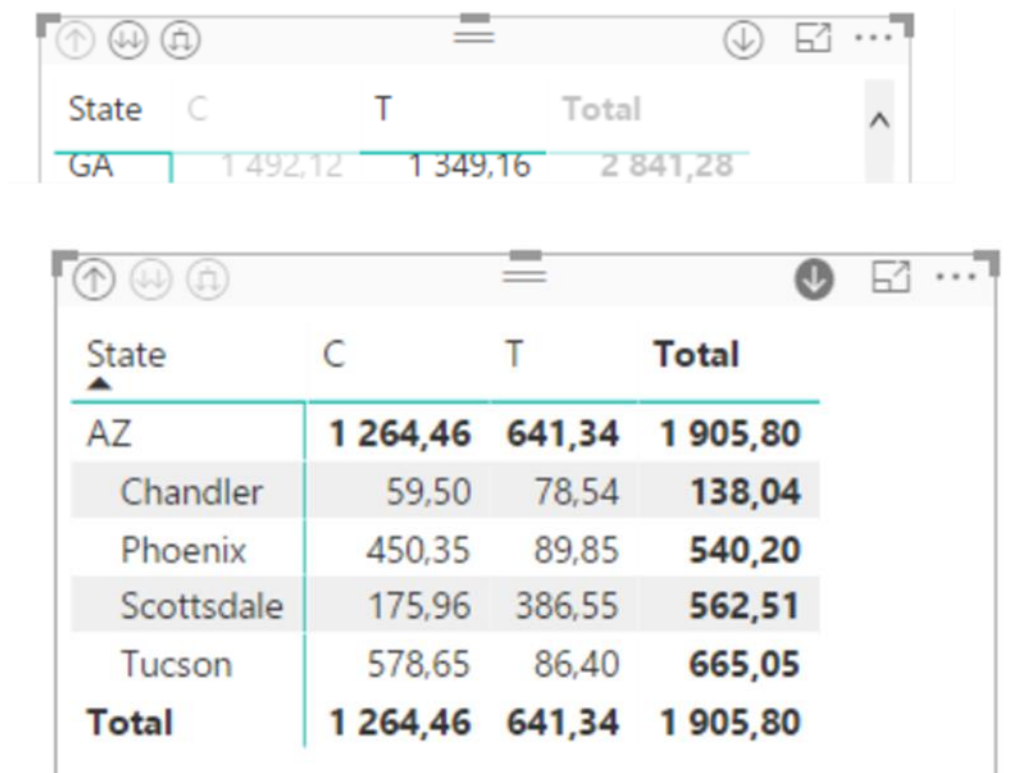 State C T Total
GA 1 492,12 1 349,16 2 841,28
State C T Total
AZ 1 264,46 641,34 1 905,80
Chandler 59,50 78,54 138,04
Phoenix 450,35 89,85 540,20
Scottsdale 175,96 386,55 562,51
Tucson 578,65 86,40 665,05
Total 1 264,46 641,34 1 905,80